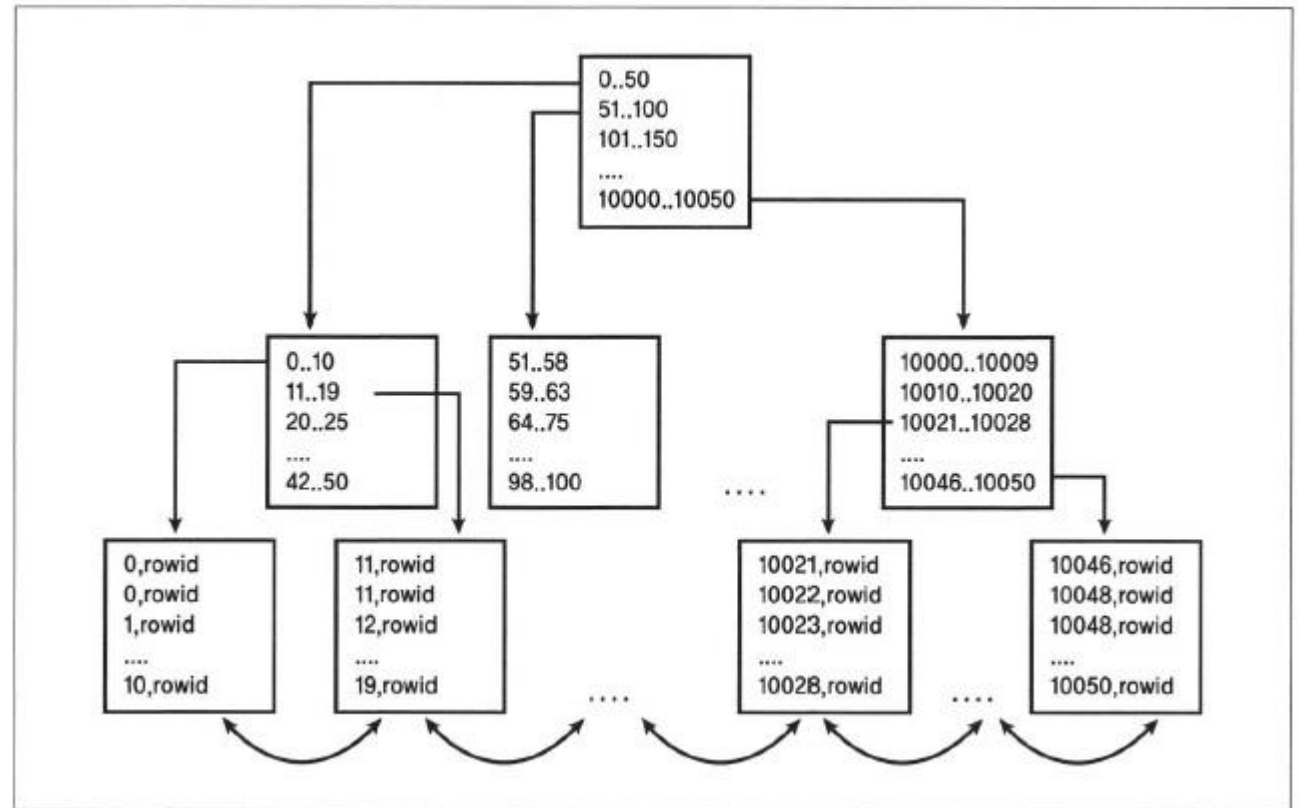 0..50
51..100
101..150
....
10000..10050
0..10
11..19
20..25
....
42..50
51..58
59..63
64..75
....
98..100
....
10000..10009
10010..10020
10021..10028
....
10046..10050
0,rowid
0,rowid
1,rowid
....
10,rowid
11,rowid
11,rowid
12,rowid
....
19,rowid
....
10021,rowid
10022,rowid
10023,rowid
....
10028,rowid
....
10046,rowid
10048,rowid
10048,rowid
....
10050,rowid